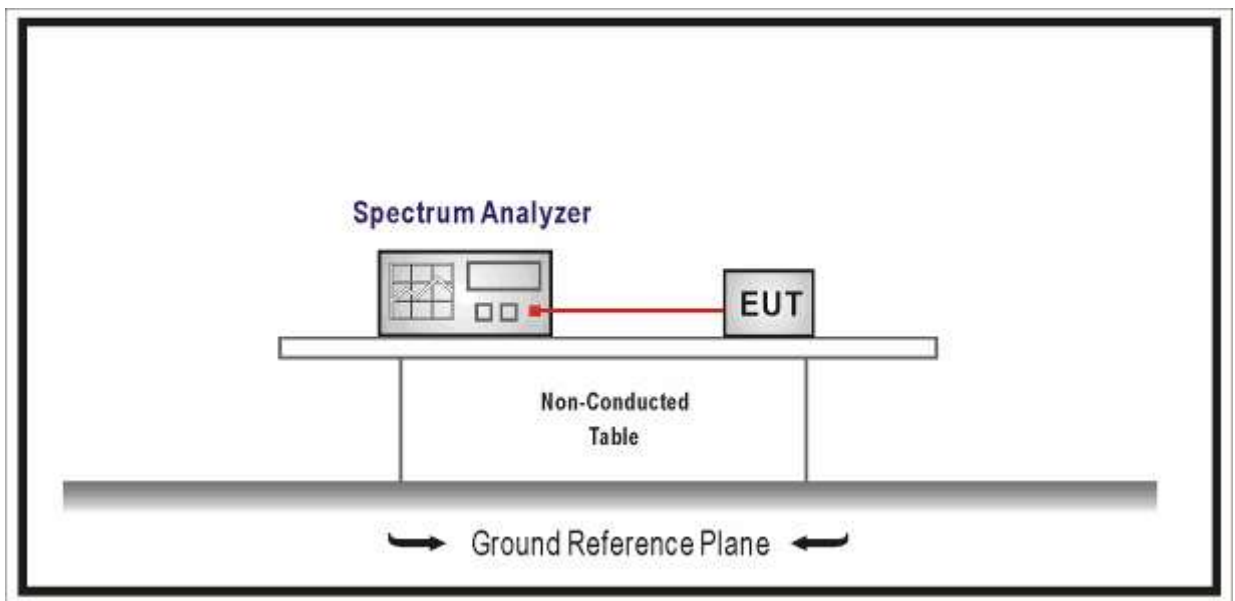 Spectrum Analyzer
EUT
Non-Conducted
Table
Ground Reference Plane